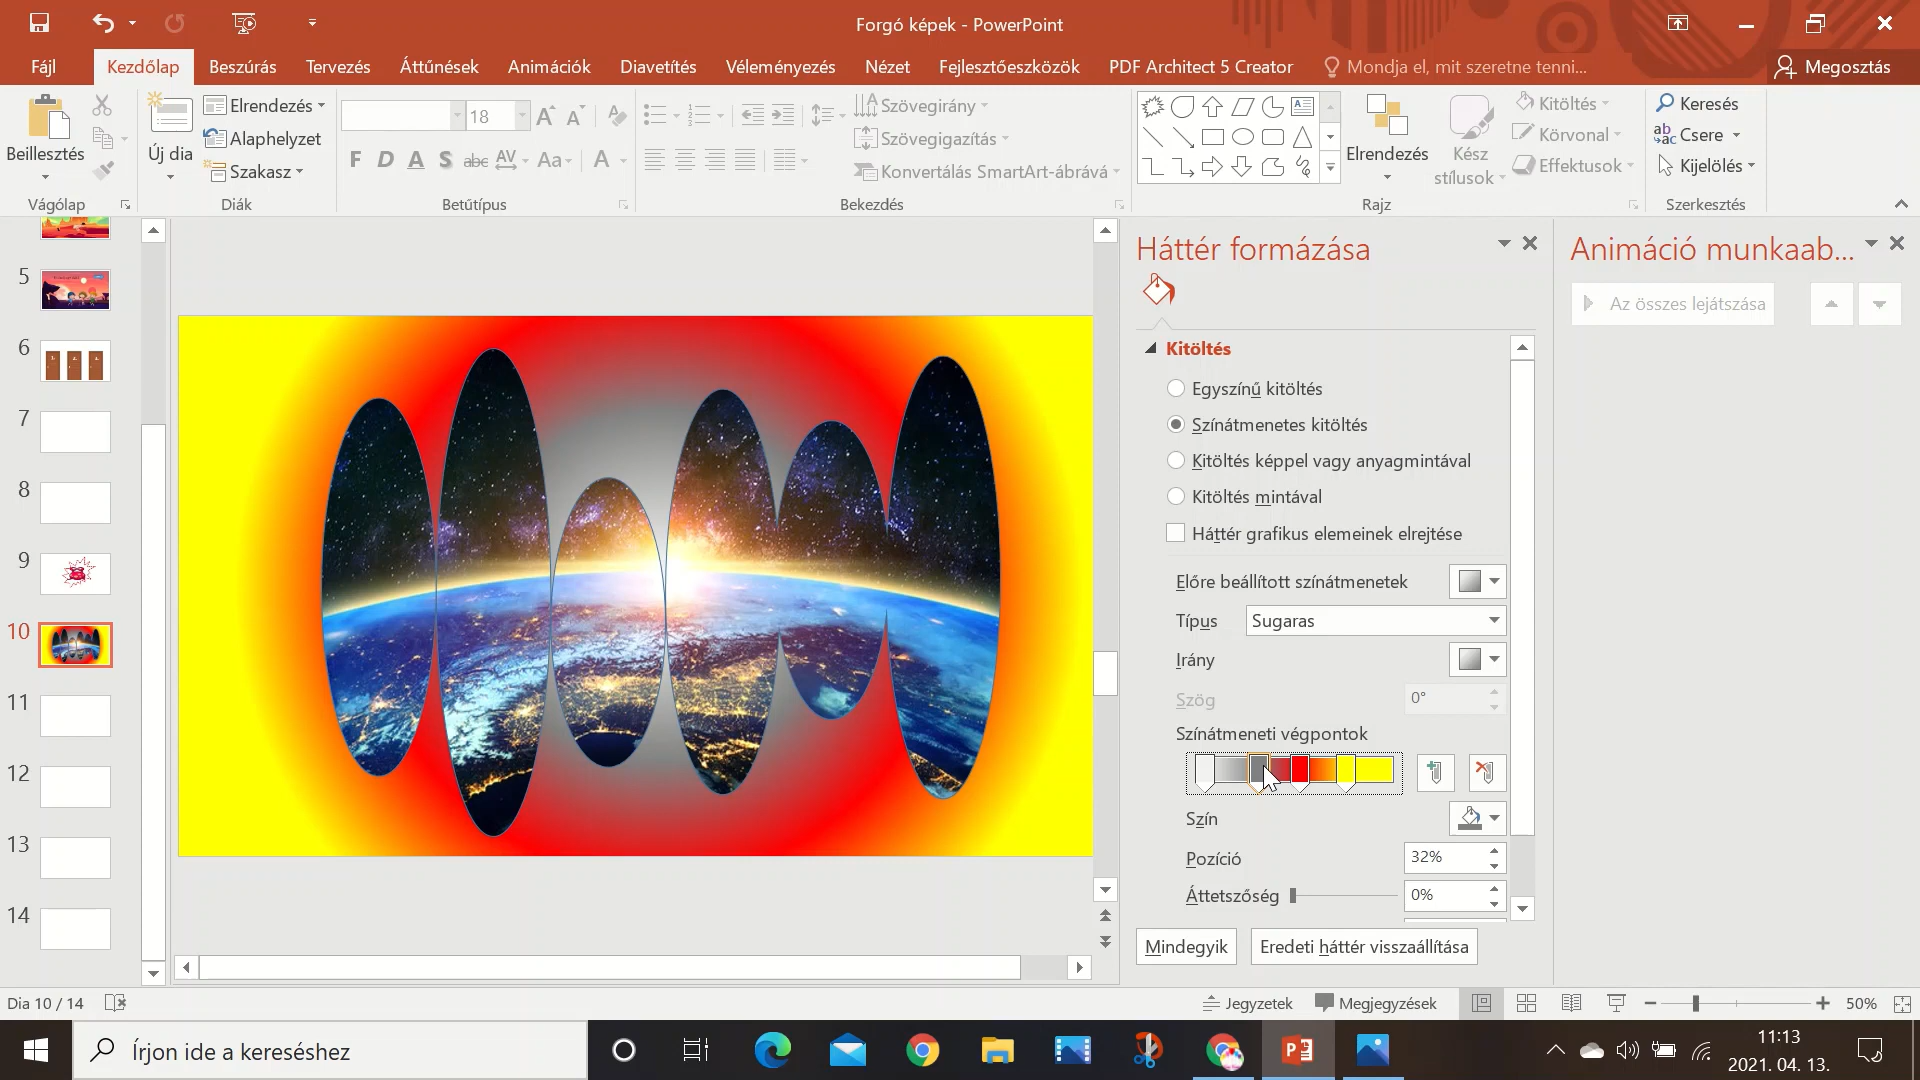 Forgó képek - PowerPoint
Fájl
Kezdőlap
Beszúrás
Tervezés
Áttűnések
Animációk
Diavetítés
Véleményezés
Nézet
Fejlesztőeszközök
PDF Architect 5 Creator
Mondja el, mit szeretne tenni...
Megosztás
Beillesztés
Új dia
Elrendezés
Alaphelyzet
Szakasz
18
F D A S abc AV Aa A
Szövegirány
Szövegigazítás
Konvertálás SmartArt-ábrává
Elrendezés
Kész
stílusok
Kitöltés
Körvonal
Effektusok
Keresés
Csere
Kijelölés
Vágólap
Diák
Betűtípus
Bekezdés
Rajz
Szerkesztés
5
6
7
8
9
10
11
12
13
14
Háttér formázása
Kitöltés
Egyszínű kitöltés
Színátmenetes kitöltés
Kitöltés képpel vagy anyagmintával
Kitöltés mintával
Háttér grafikus elemeinek elrejtése
Előre beállított színátmenetek
Típus
Sugaras
Irány
Szög
0°
Színátmeneti végpontok
Szín
Pozíció
32%
Áttetszőség
0%
Mindegyik
Eredeti háttér visszaállítása
Animáció munkaab...
Az összes lejátszása
Dia 10 / 14
Jegyzetek
Megjegyzések
50%
Írjon ide a kereséshez
11:13
2021. 04. 13.